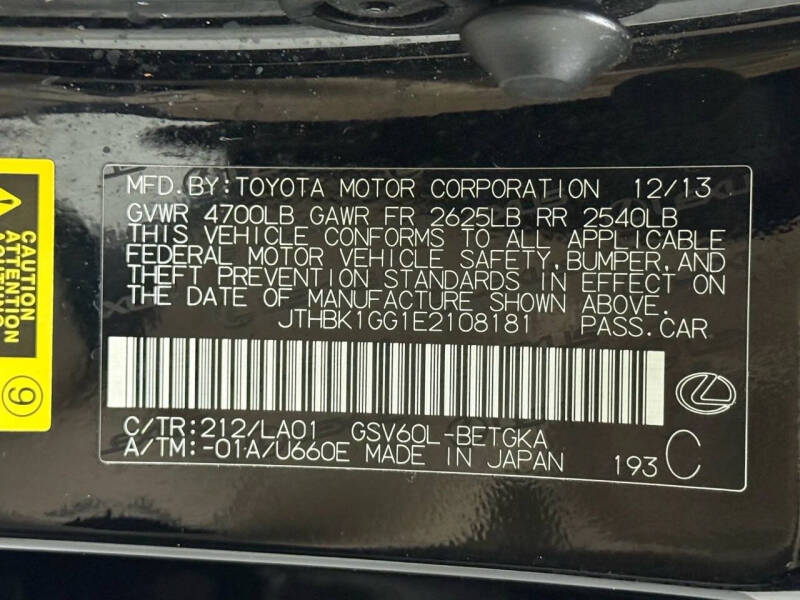 MFD.BY:TOYOTA MOTOR CORPORATION 12/13
GVWR 4700LB GAWR FR 2625LB RR 2540LB
THIS VEHICLE CONFORMS TO ALL APPLICABLE
FEDERAL MOTOR VEHICLE SAFETY,BUMPER,AND
THEFT PREVENTION STANDARDS IN EFFECT ON
THE DATE OF MANUFACTURE SHOWN ABOVE.
JTHBK1GG1E2108181 PASS.CAR
C/TR:212/LA01 GSV60L-BETGKA
A/TM:-01A/U660E MADE IN JAPAN 193 C
CAUTION
ATTENTION
9